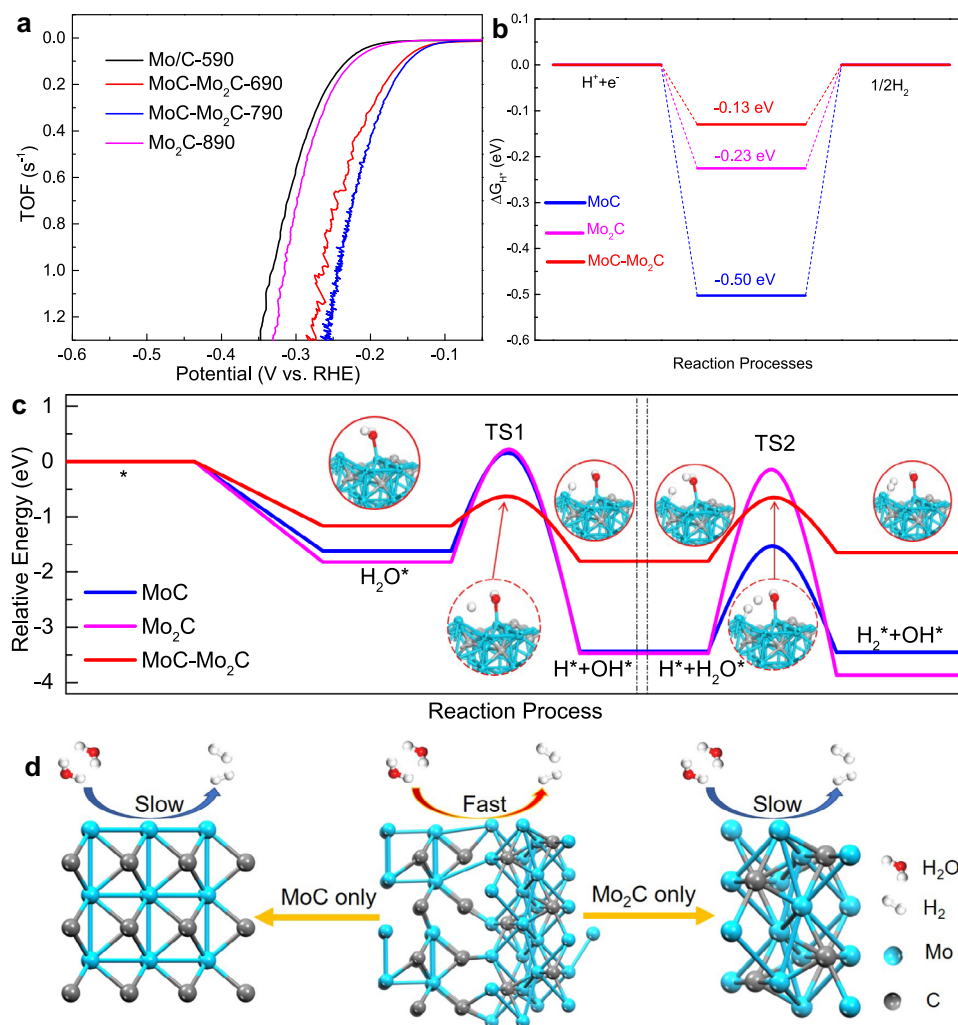 a
0.0
0.2
0.4
0.6
0.8
1.0
1.2
TOF (s⁻¹)
Mo/C-590
MoC-Mo₂C-690
MoC-Mo₂C-790
Mo₂C-890
-0.6 -0.5 -0.4 -0.3 -0.2 -0.1
Potential (V vs. RHE)
b
0.1
0.0
-0.1
-0.2
-0.3
-0.4
-0.5
-0.6
ΔG_H* (eV)
H⁺+e⁻
1/2H₂
-0.13 eV
-0.23 eV
-0.50 eV
MoC
Mo₂C
MoC-Mo₂C
Reaction Processes
c
1
0
-1
-2
-3
-4
Relative Energy (eV)
*
H₂O*
TS1
H*+OH*
H*+H₂O*
TS2
H₂*+OH*
MoC
Mo₂C
MoC-Mo₂C
Reaction Process
d
Slow
Fast
Slow
MoC only
Mo₂C only
H₂O
H₂
Mo
C